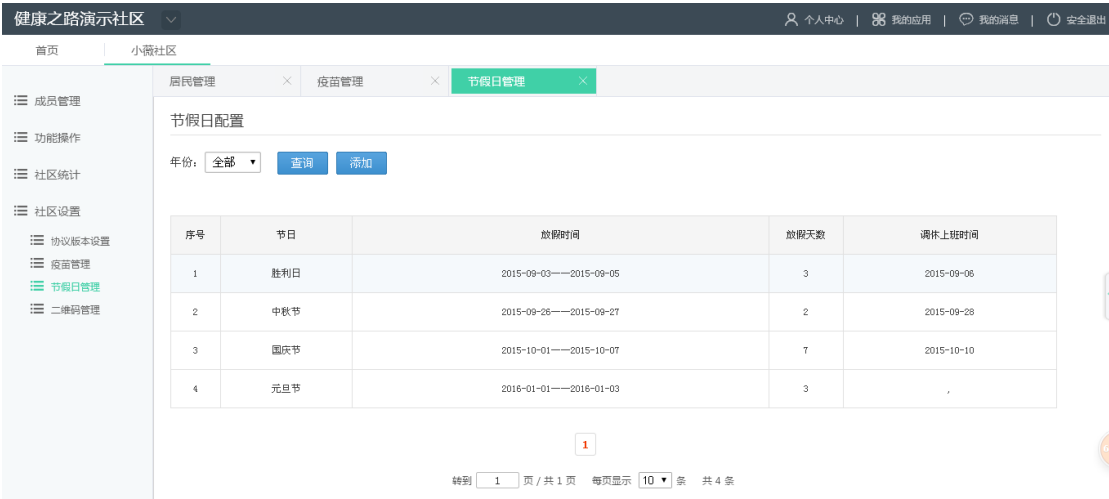 健康之路演示社区 个人中心 | 我的应用 | 我的消息 | 安全退出
首页 小薇社区
居民管理 疫苗管理 节假日管理
成员管理
功能操作
社区统计
社区设置
协议版本设置
疫苗管理
节假日管理
二维码管理
节假日配置
年份: 全部 查询 添加
序号 节日 放假时间 放假天数 调休上班时间
1 胜利日 2015-09-03——2015-09-05 3 2015-09-06
2 中秋节 2015-09-26——2015-09-27 2 2015-09-28
3 国庆节 2015-10-01——2015-10-07 7 2015-10-10
4 元旦节 2016-01-01——2016-01-03 3 ,
1
转到 1 页 / 共 1 页 每页显示 10 条 共 4 条